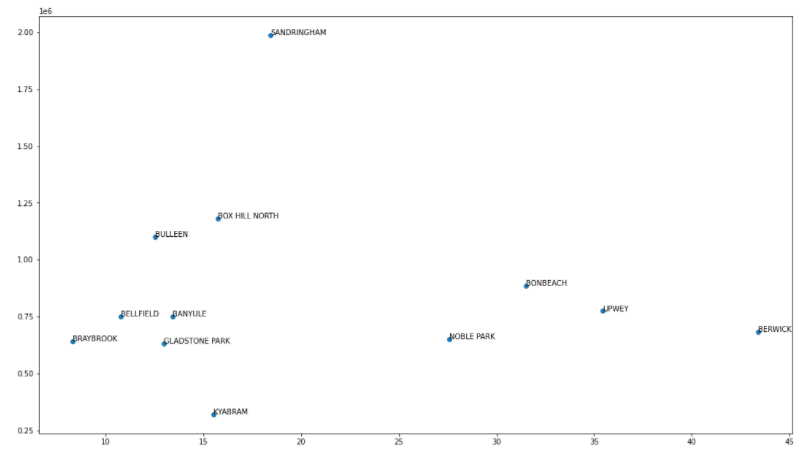 1e6
2.00
SANDRINGHAM
1.75
1.50
1.25
BOX HILL NORTH
BULLEEN
1.00
BONBEACH
UPWEY
0.75
BELLFIELD BANYULE
BERWICK
BRAYBROOK GLADSTONE PARK NOBLE PARK
0.50
KYABRAM
0.25
10 15 20 25 30 35 40 45